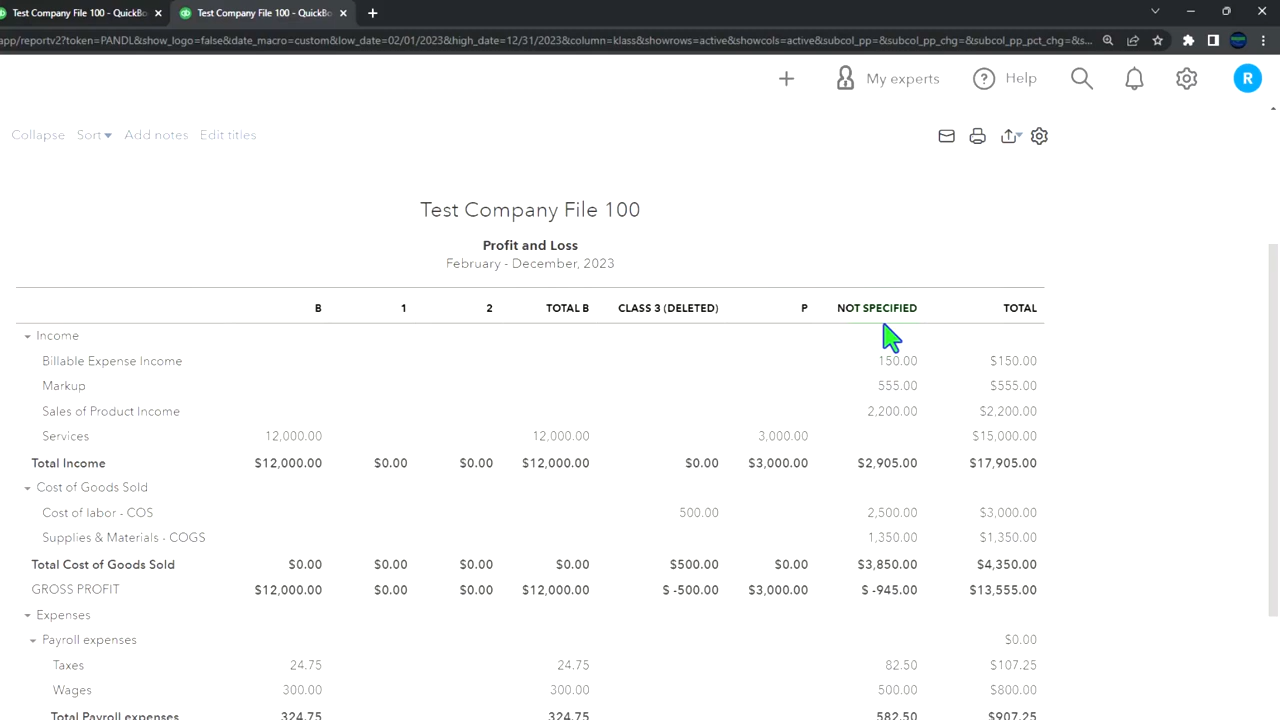 Test Company File 100 - QuickBo Test Company File 100 - QuickBo
app/reportv2?token=PANDL&show_logo=false&date_macro=custom&low_date=02/01/2023&high_date=12/31/2023&column=klass&showrows=active&showcols=active&subcol_pp=&subcol_pp_chg=&subcol_pp_pct_chg=&s...
My experts Help R
Collapse Sort Add notes Edit titles
Test Company File 100
Profit and Loss
February - December, 2023
B 1 2 TOTAL B CLASS 3 (DELETED) P NOT SPECIFIED TOTAL
Income
Billable Expense Income 150.00 $150.00
Markup 555.00 $555.00
Sales of Product Income 2,200.00 $2,200.00
Services 12,000.00 12,000.00 3,000.00 $15,000.00
Total Income $12,000.00 $0.00 $0.00 $12,000.00 $0.00 $3,000.00 $2,905.00 $17,905.00
Cost of Goods Sold
Cost of labor - COS 500.00 2,500.00 $3,000.00
Supplies & Materials - COGS 1,350.00 $1,350.00
Total Cost of Goods Sold $0.00 $0.00 $0.00 $0.00 $500.00 $0.00 $3,850.00 $4,350.00
GROSS PROFIT $12,000.00 $0.00 $0.00 $12,000.00 $ -500.00 $3,000.00 $ -945.00 $13,555.00
Expenses
Payroll expenses $0.00
Taxes 24.75 24.75 82.50 $107.25
Wages 300.00 300.00 500.00 $800.00
Total Payroll expenses 324.75 324.75 582.50 $907.25